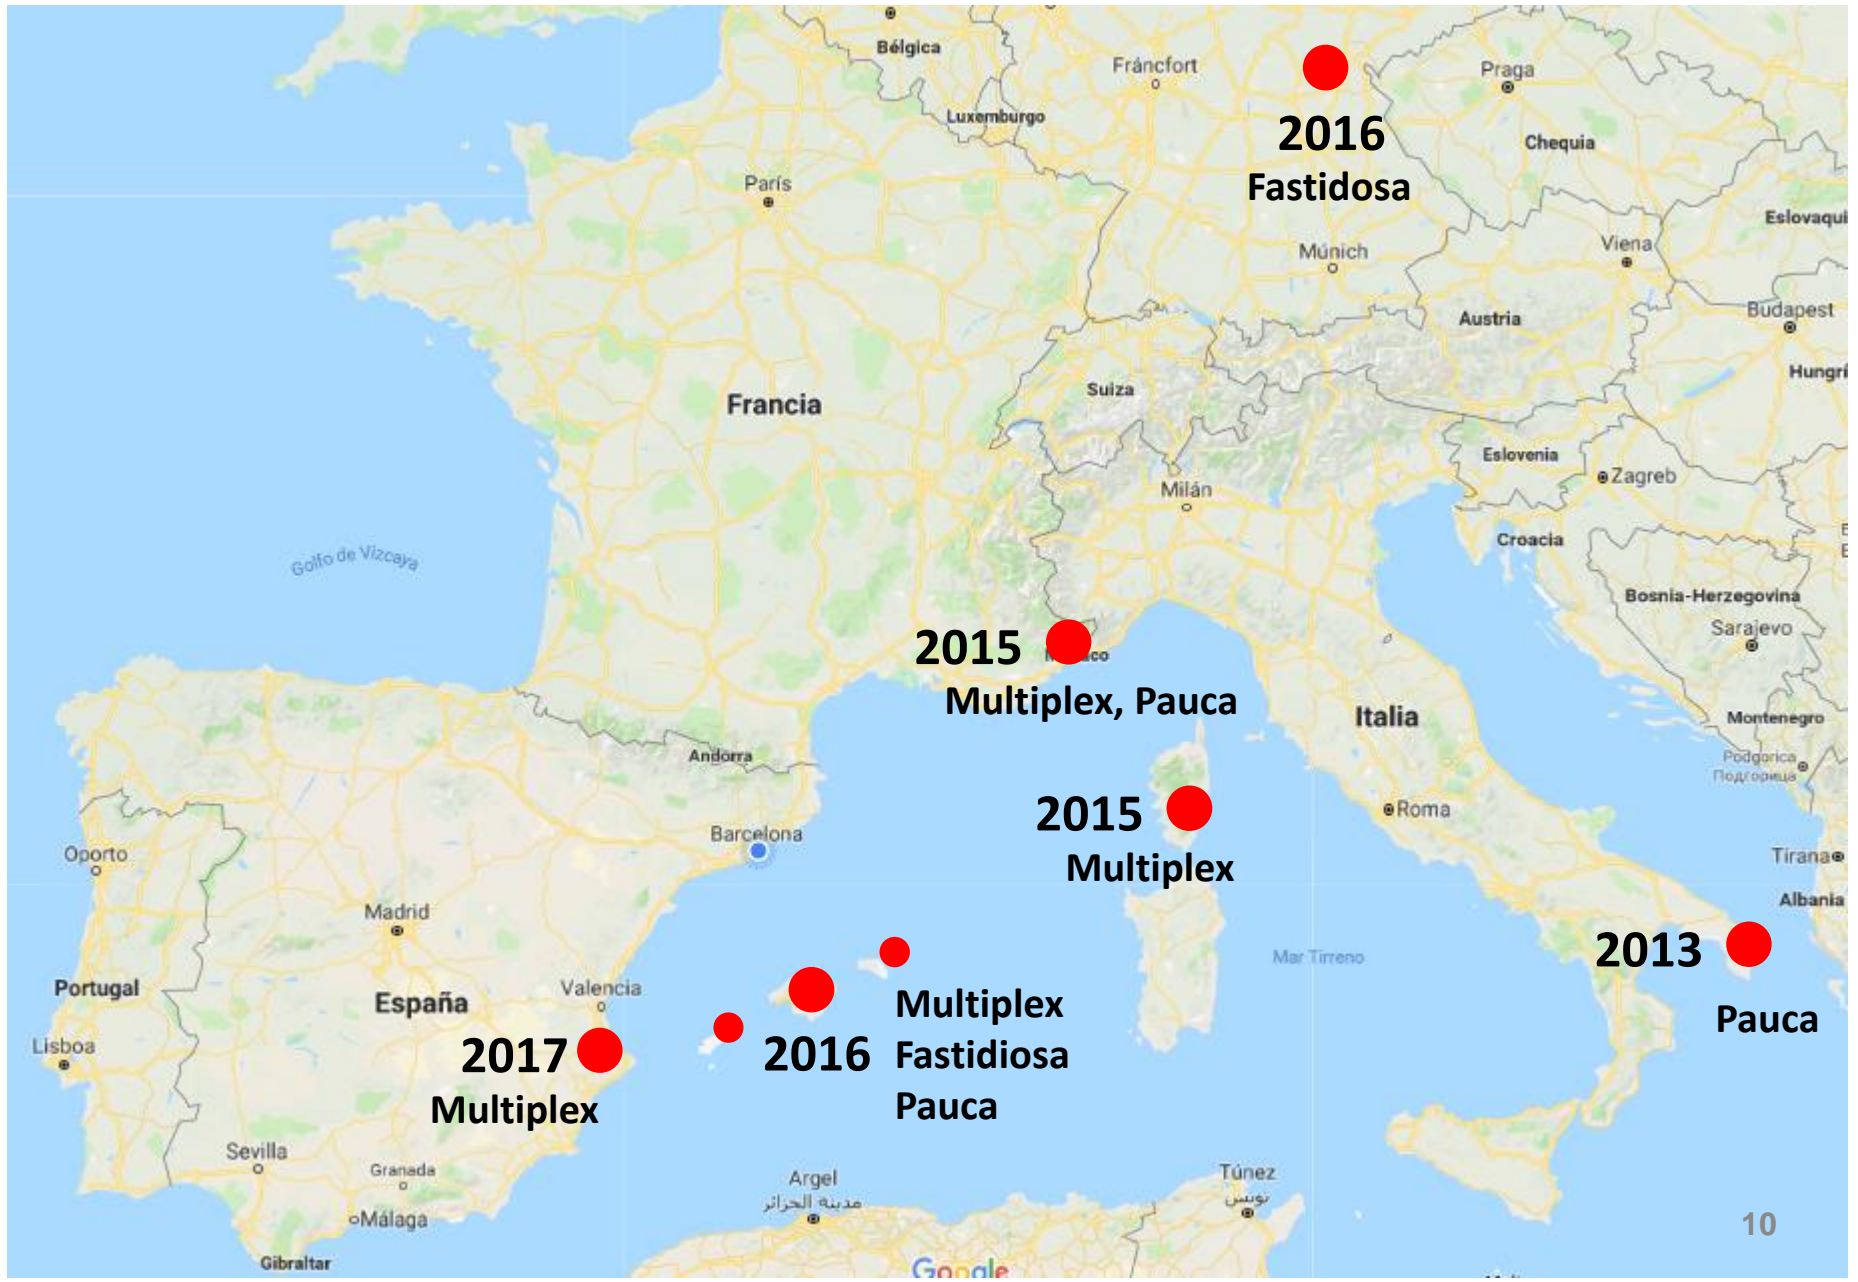 Bélgica
Fráncfort
Praga
Luxemburgo
2016
Fastidosa
Chequia
París
Eslovaqui
Viena
Múnich
Budapest
Austria
Hungrí
Suiza
Francia
Eslovenia
Zagreb
Milán
Croacia
Golfo de Vizcaya
Bosnia-Herzegovina
Sarajevo
2015
Multiplex, Pauca
Italia
Montenegro
Andorra
Podgorica
Подгорица
2015
Roma
Barcelona
Multiplex
Oporto
Tirana
Albania
Madrid
2013
Mar Tirreno
Portugal
España
Valencia
Multiplex
Pauca
Lisboa
2017
2016
Fastidiosa
Multiplex
Pauca
Sevilla
Granada
Argel
مدينة الجزائر
Túnez
تونس
Málaga
10
Gibraltar
Google